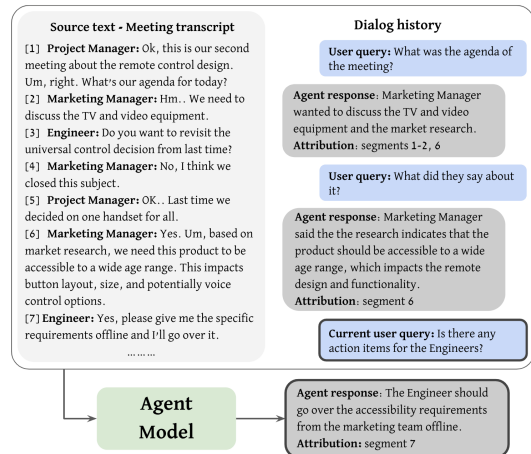 Source text - Meeting transcript
[1] Project Manager: Ok, this is our second
meeting about the remote control design.
Um, right. What's our agenda for today?
[2] Marketing Manager: Hm.. We need to
discuss the TV and video equipment.
[3] Engineer: Do you want to revisit the
universal control decision from last time?
[4] Marketing Manager: No, I think we
closed this subject.
[5] Project Manager: OK.. Last time we
decided on one handset for all.
[6] Marketing Manager: Yes. Um, based on
market research, we need this product to be
accessible to a wide age range. This impacts
button layout, size, and potentially voice
control options.
[7] Engineer: Yes, please give me the specific
requirements offline and I'll go over it.
... ... ...
Dialog history
User query: What was the agenda of
the meeting?
Agent response: Marketing Manager
wanted to discuss the TV and video
equipment and the market research.
Attribution: segments 1-2, 6
User query: What did they say about
it?
Agent response: Marketing Manager
said the the research indicates that the
product should be accessible to a wide
age range, which impacts the remote
design and functionality.
Attribution: segment 6
Current user query: Is there any
action items for the Engineers?
Agent
Model
Agent response: The Engineer should
go over the accessibility requirements
from the marketing team offline.
Attribution: segment 7